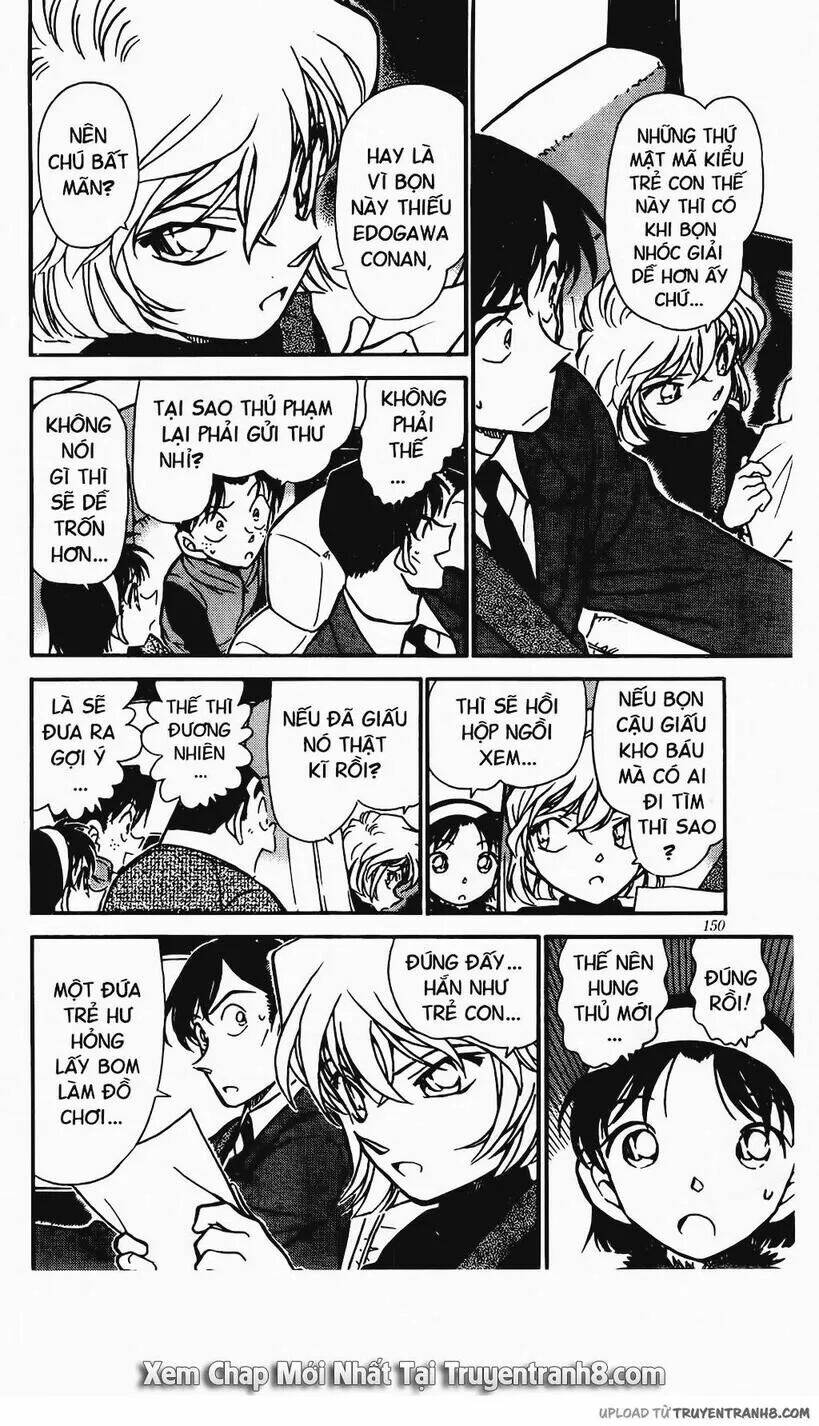 NHỮNG THỨ
MẬT MÃ KIỂU
TRẺ CON THẾ
NÀY THÌ CÓ
KHI BỌN
NHÓC GIẢI
DỄ HƠN ẤY
CHỨ...
HAY LÀ
VÌ BỌN
NÀY THIẾU
EDOGAWA
CONAN,
NÊN
CHÚ BẤT
MÃN?
KHÔNG
PHẢI
THẾ
...
TẠI SAO THỦ PHẠM
LẠI PHẢI GỬI THƯ
NHỈ?
KHÔNG
NÓI
GÌ THÌ
SẼ DỄ
TRỐN
HƠN...
NẾU BỌN
CẬU GIẤU
KHO BÁU
MÀ CÓ AI
ĐI TÌM
THÌ SAO
?
THÌ SẼ HỒI
HỘP NGỒI
XEM...
NẾU ĐÃ GIẤU
NÓ THẬT
KĨ RỒI?
THẾ THÌ
ĐƯƠNG
NHIÊN
...
LÀ SẼ
ĐƯA RA
GỢI Ý
...
150
ĐÚNG
RỒI!
THẾ NÊN
HUNG
THỦ MỚI
...
ĐÚNG ĐẤY...
HẮN NHƯ
TRẺ CON...
MỘT ĐỨA
TRẺ HƯ
HỎNG
LẤY BOM
LÀM ĐỒ
CHƠI...
Xem Chap Mới Nhất Tại Truyentranh8.com
UPLOAD TỪ TRUYENTRANH8.COM